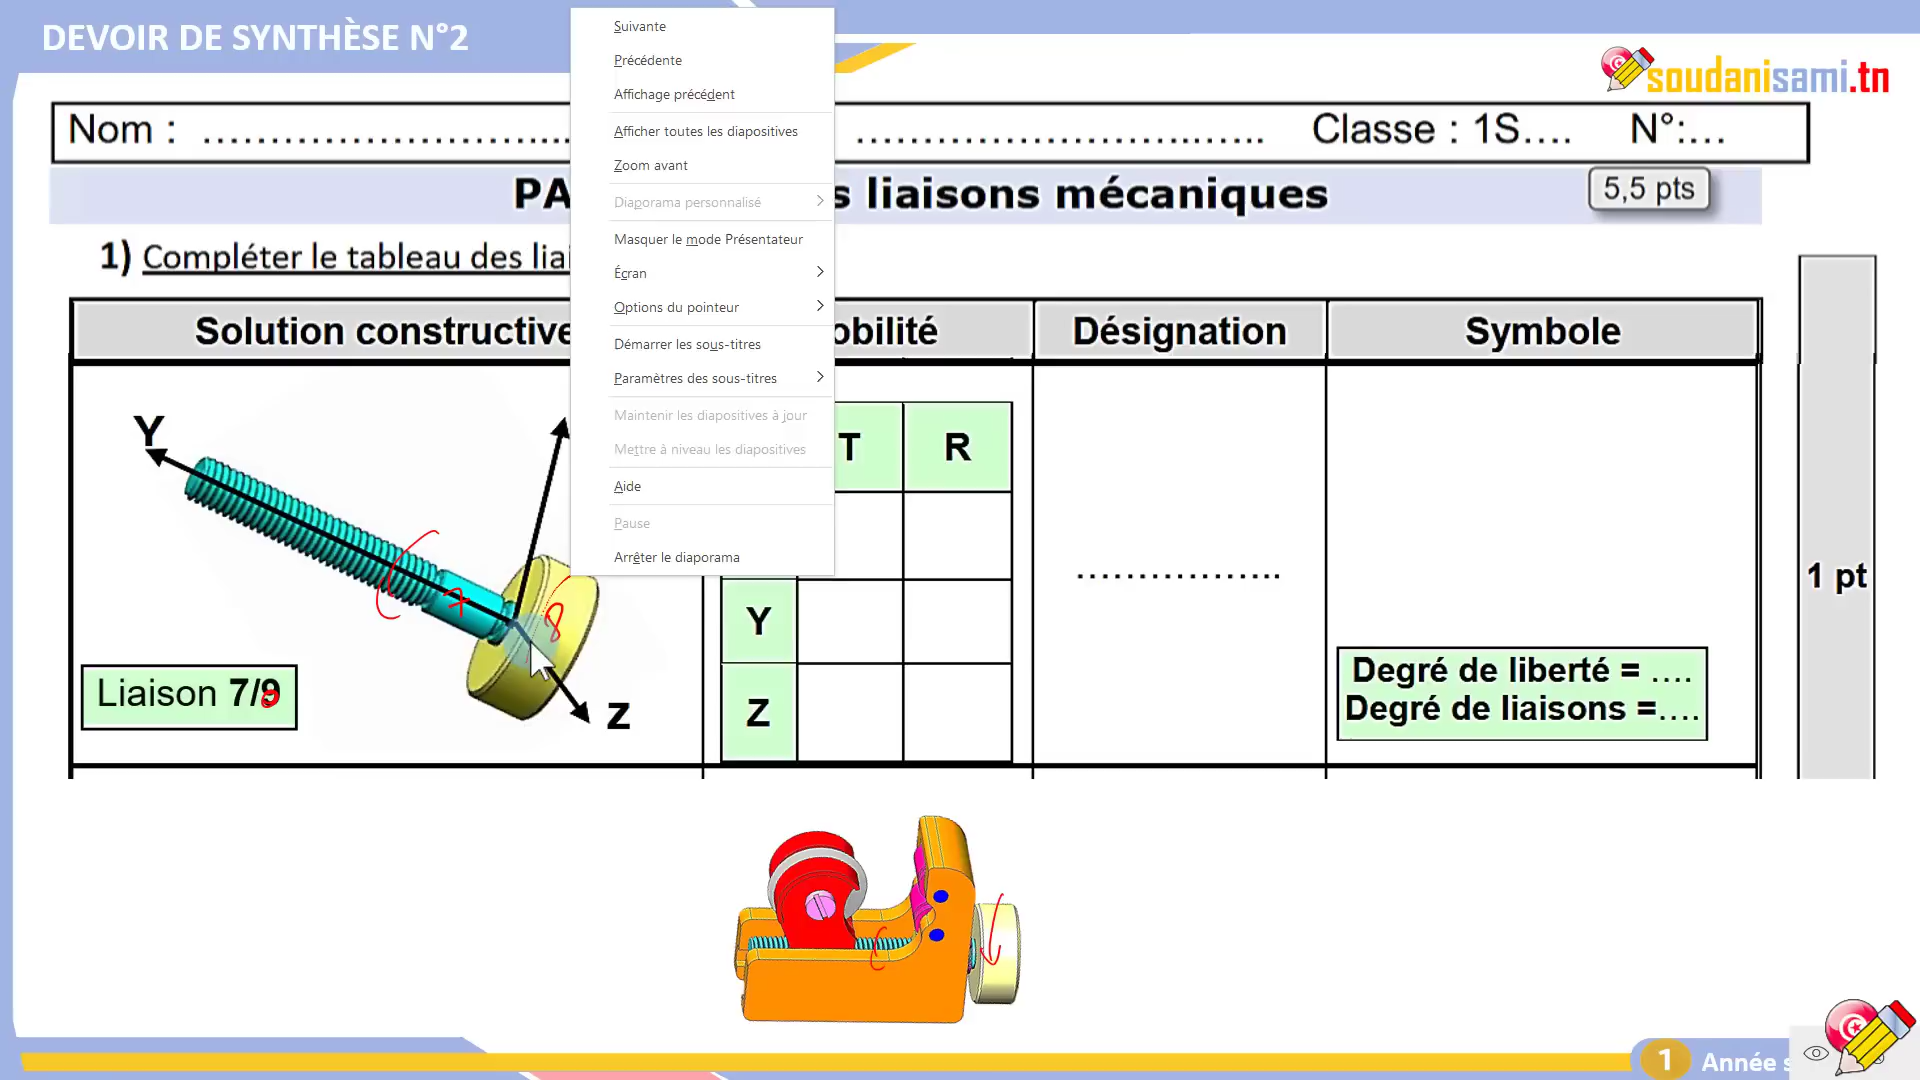 DEVOIR DE SYNTHÈSE N°2
soudanisami.tn
Nom : ……………………………... ……………………………..….. Classe : 1S…. N°:…
PA s liaisons mécaniques 5,5 pts
1) Compléter le tableau des liai
Solution constructive obilité Désignation Symbole
Y
T R
Y
Z
Z
……………..
1 pt
7
8
Liaison 7/9
Degré de liberté = ….
Degré de liaisons =….
Suivante
Précédente
Affichage précédent
Afficher toutes les diapositives
Zoom avant
Diaporama personnalisé
Masquer le mode Présentateur
Écran
Options du pointeur
Démarrer les sous-titres
Paramètres des sous-titres
Maintenir les diapositives à jour
Mettre à niveau les diapositives
Aide
Pause
Arrêter le diaporama
1 Année s